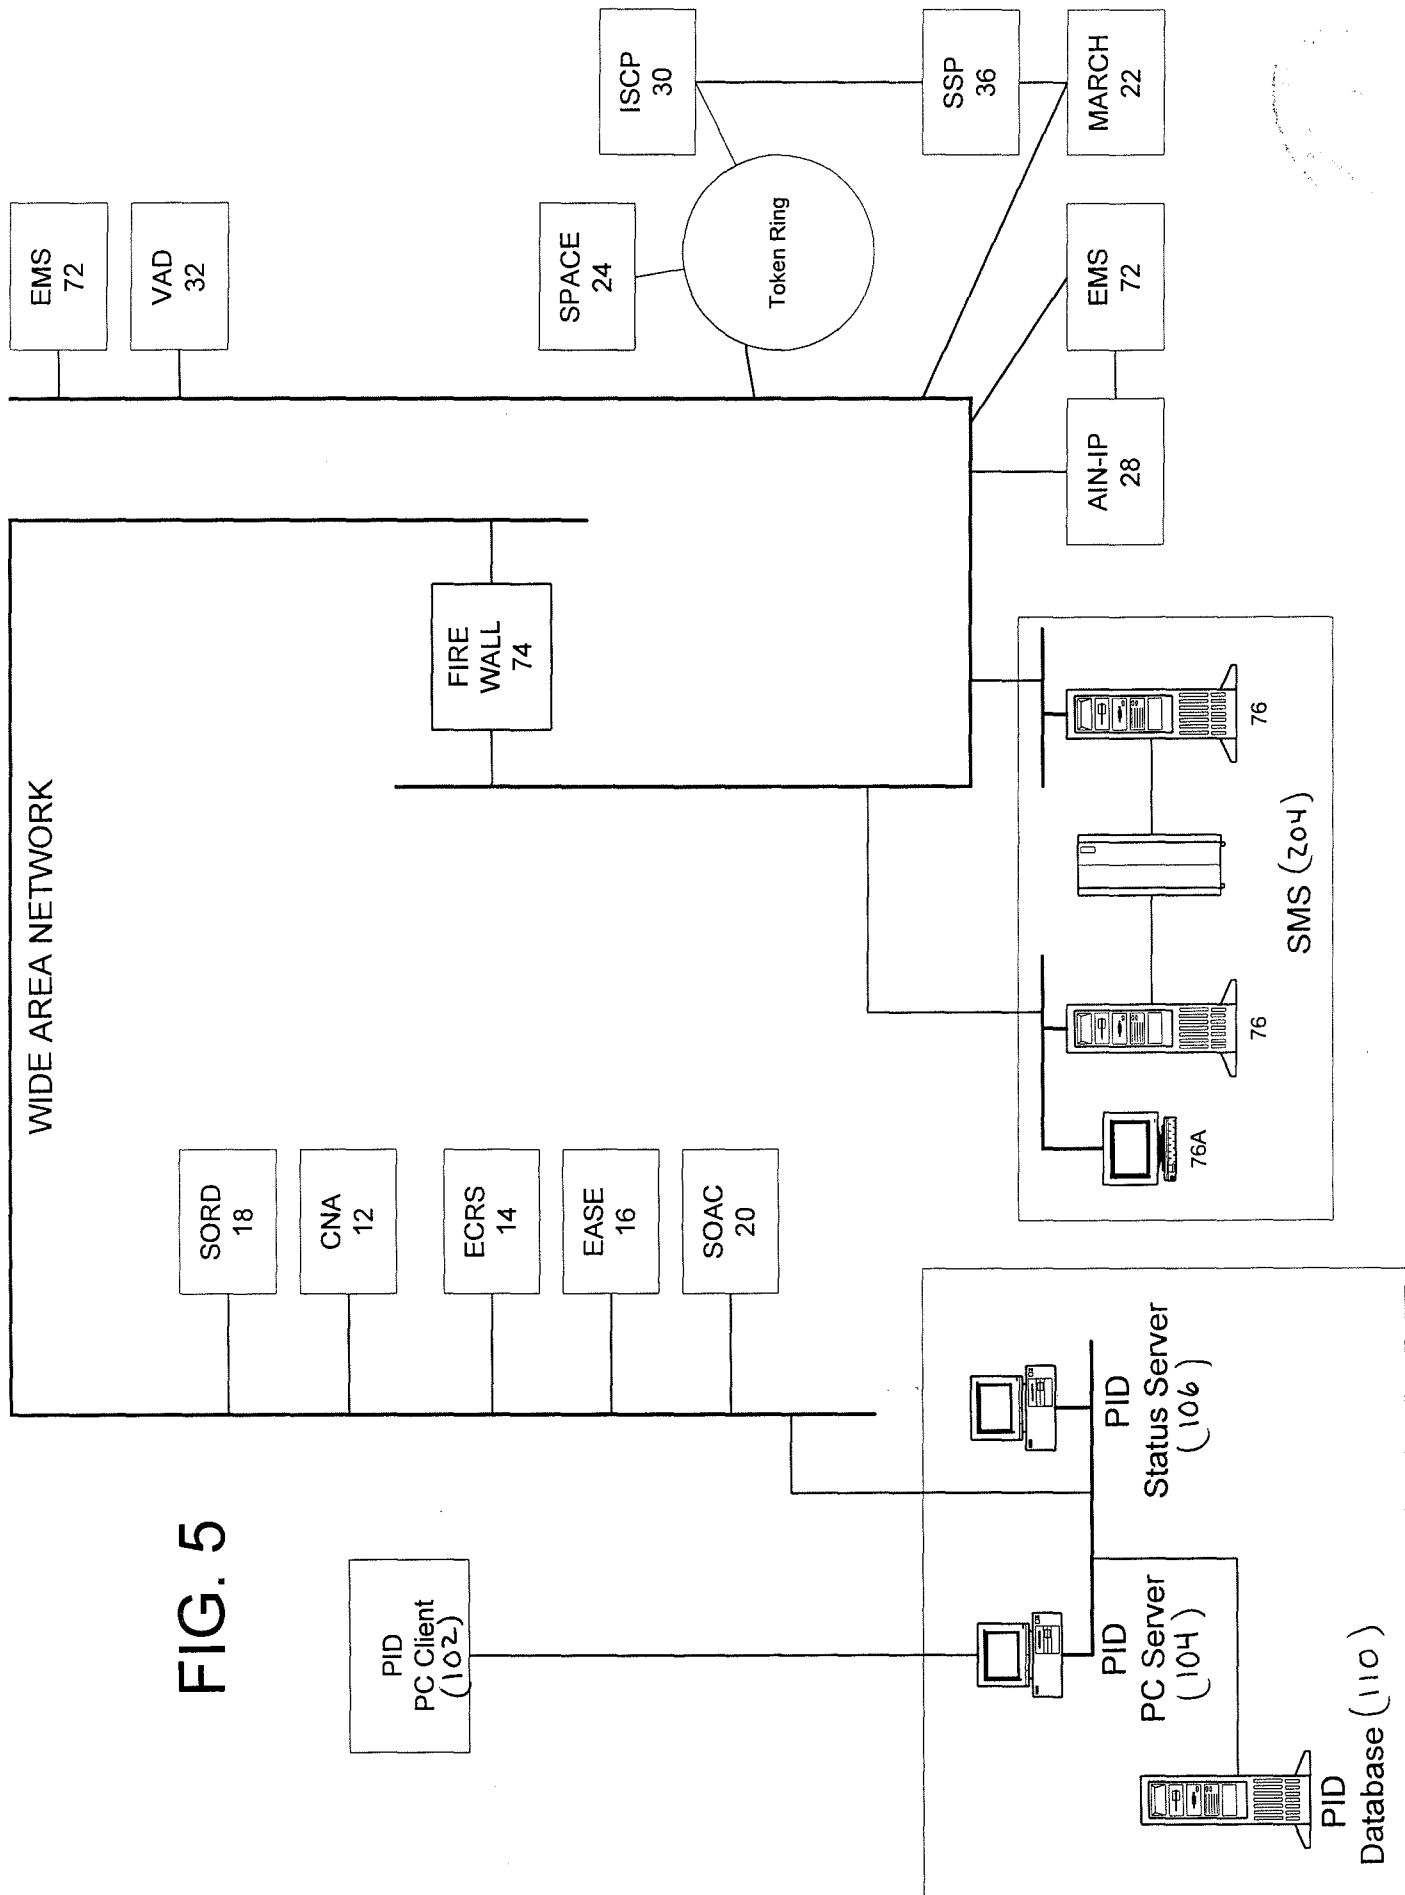 FIG. 5
WIDE AREA NETWORK
PID
PC Client
(102)
SORD
18
CNA
12
ECRS
14
EASE
16
SOAC
20
FIRE
WALL
74
EMS
72
VAD
32
SPACE
24
ISCP
30
Token Ring
SSP
36
MARCH
22
EMS
72
AIN-IP
28
PID
Status Server
(106)
PID
PC Server
(104)
PID
Database (110)
76A
76
76
SMS (204)